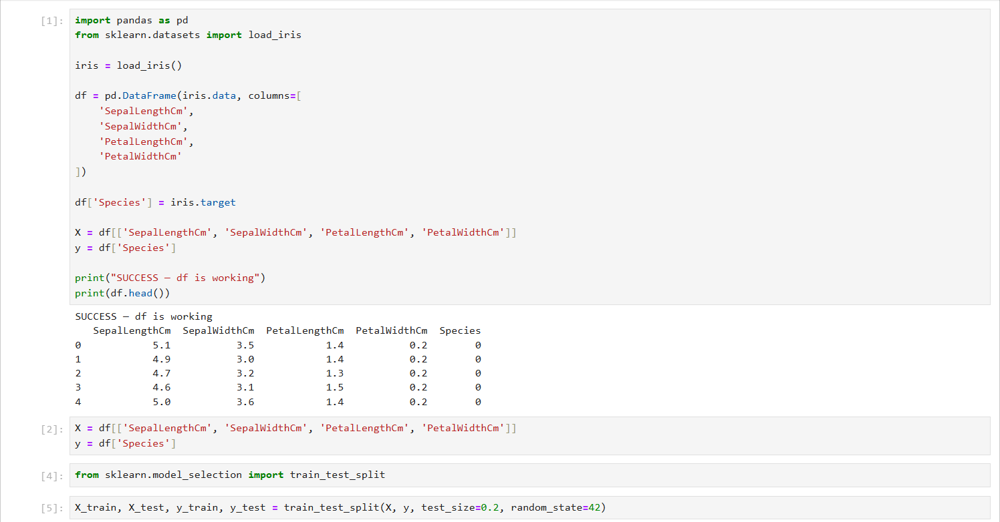 [1]:
import pandas as pd
from sklearn.datasets import load_iris
iris = load_iris()
df = pd.DataFrame(iris.data, columns=[
    'SepalLengthCm',
    'SepalWidthCm',
    'PetalLengthCm',
    'PetalWidthCm'
])
df['Species'] = iris.target
X = df[['SepalLengthCm', 'SepalWidthCm', 'PetalLengthCm', 'PetalWidthCm']]
y = df['Species']
print("SUCCESS — df is working")
print(df.head())
SUCCESS — df is working
   SepalLengthCm  SepalWidthCm  PetalLengthCm  PetalWidthCm  Species
0            5.1           3.5            1.4           0.2        0
1            4.9           3.0            1.4           0.2        0
2            4.7           3.2            1.3           0.2        0
3            4.6           3.1            1.5           0.2        0
4            5.0           3.6            1.4           0.2        0
[2]:
X = df[['SepalLengthCm', 'SepalWidthCm', 'PetalLengthCm', 'PetalWidthCm']]
y = df['Species']
[4]:
from sklearn.model_selection import train_test_split
[5]:
X_train, X_test, y_train, y_test = train_test_split(X, y, test_size=0.2, random_state=42)